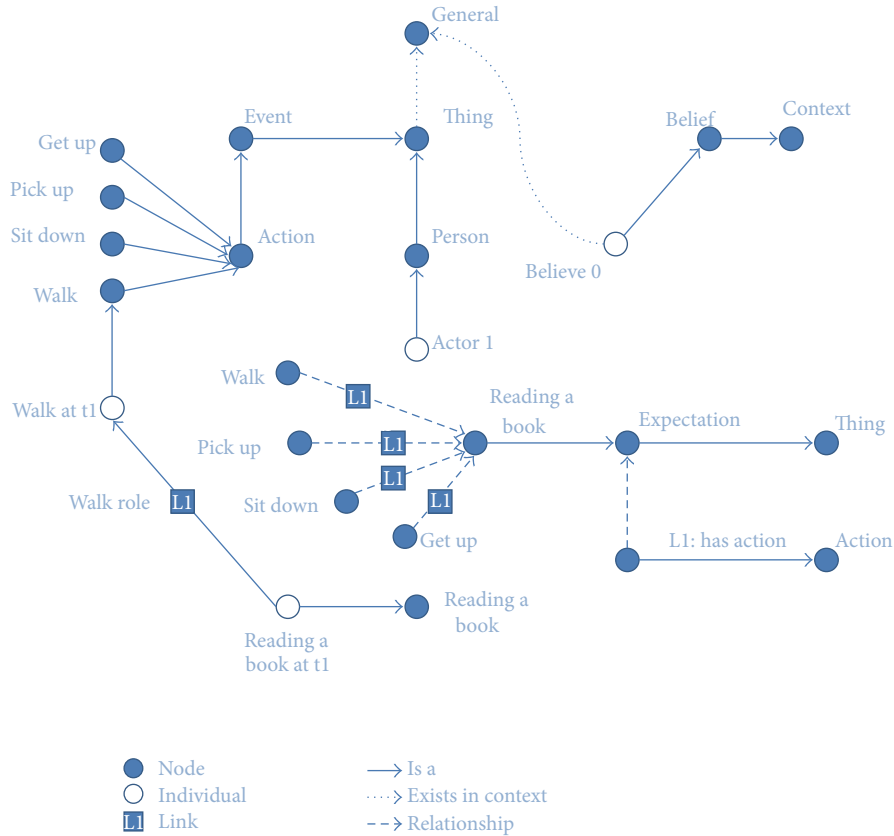 General
Event
Thing
Belief
Context
Get up
Pick up
Sit down
Action
Person
Walk
Believe 0
Actor 1
Walk
Reading a
book
Expectation
Thing
Walk at t1
L1
Pick up
L1
L1
Walk role
L1
Sit down
L1
Get up
L1: has action
Action
Reading a
book
Reading a
book at t1
Node
Is a
Individual
Exists in context
L1
Link
Relationship